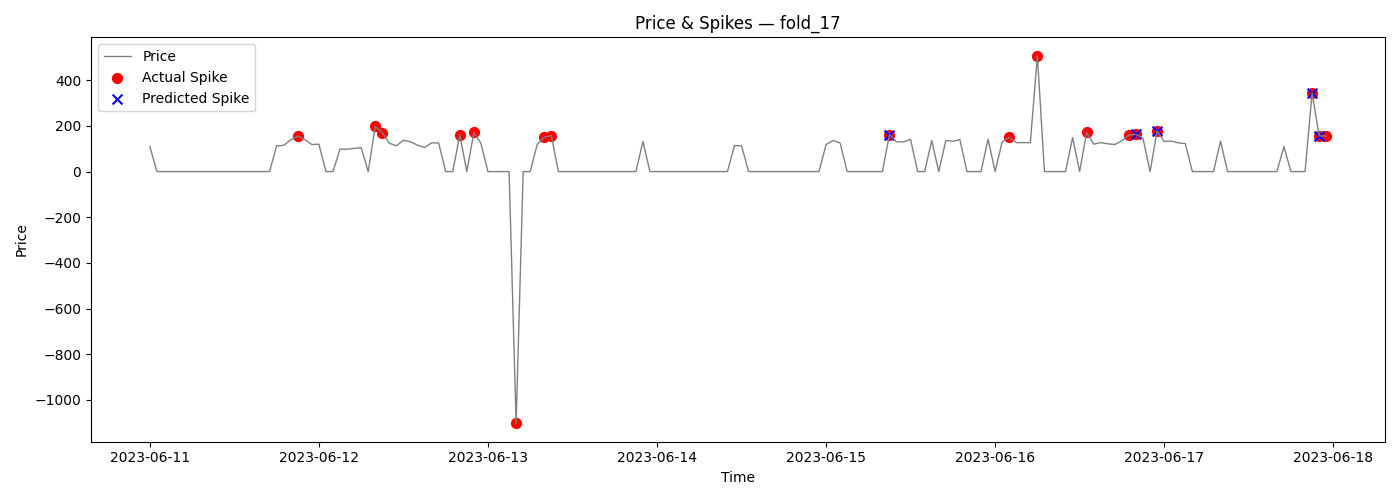 Price & Spikes — fold_17
Price
Actual Spike
Predicted Spike
400
200
0
−200
−400
−600
−800
−1000
Price
2023-06-11
2023-06-12
2023-06-13
2023-06-14
2023-06-15
2023-06-16
2023-06-17
2023-06-18
Time